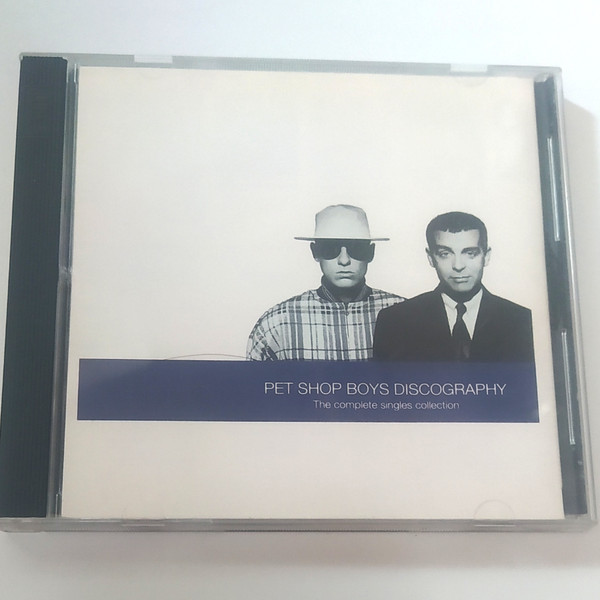 PET SHOP BOYS DISCOGRAPHY
The complete singles collection